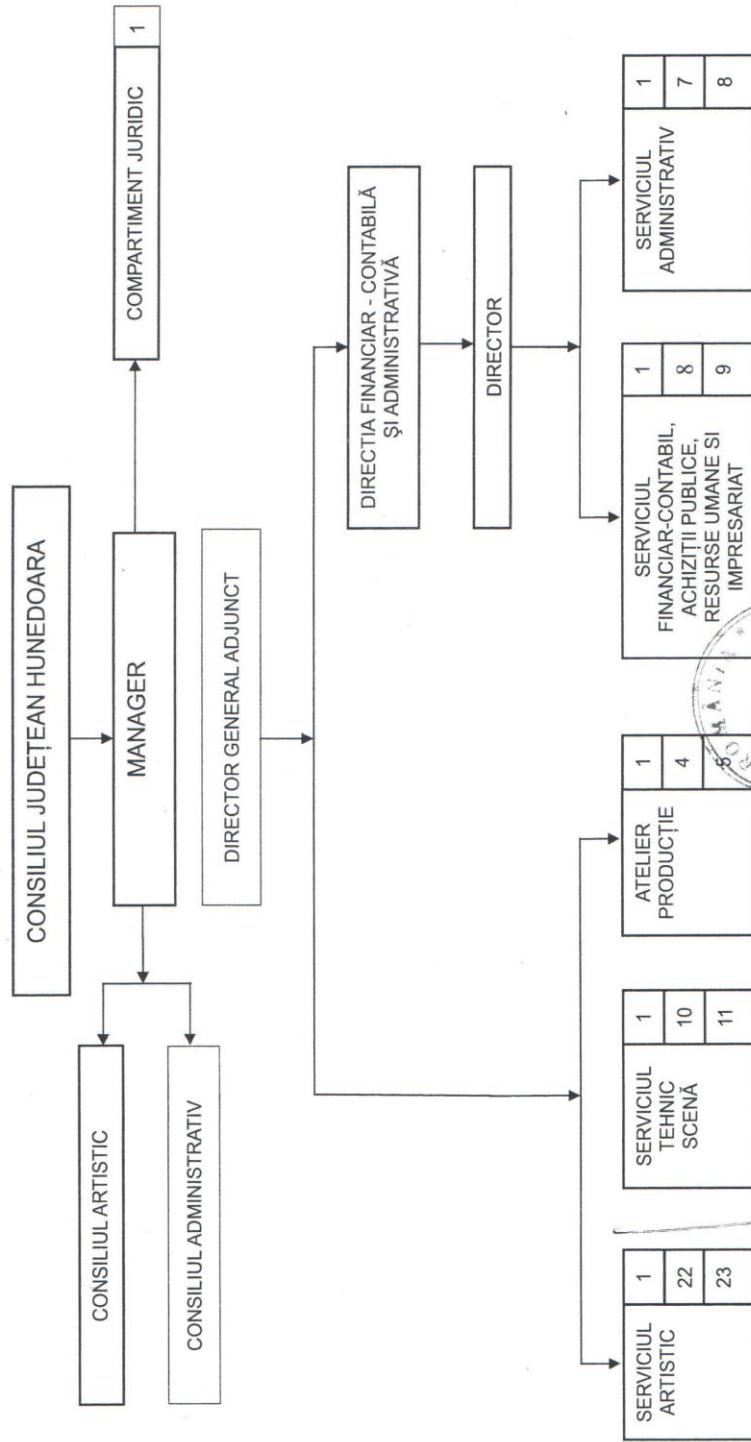 CONSILIUL JUDEȚEAN HUNEDOARA
MANAGER
COMPARTIMENT JURIDIC
1
CONSILIUL ARTISTIC
CONSILIUL ADMINISTRATIV
DIRECTOR GENERAL ADJUNCT
DIRECTIA FINANCIAR - CONTABILĂ
ŞI ADMINISTRATIVĂ
DIRECTOR
SERVICIUL
ARTISTIC
1
22
23
SERVICIUL
TEHNIC
SCENĂ
1
10
11
ATELIER
PRODUCȚIE
1
4
5
SERVICIUL
FINANCIAR-CONTABIL,
ACHIZIȚII PUBLICE,
RESURSE UMANE SI
IMPRESARIAT
1
8
9
SERVICIUL
ADMINISTRATIV
1
7
8
ROMÂNIA *